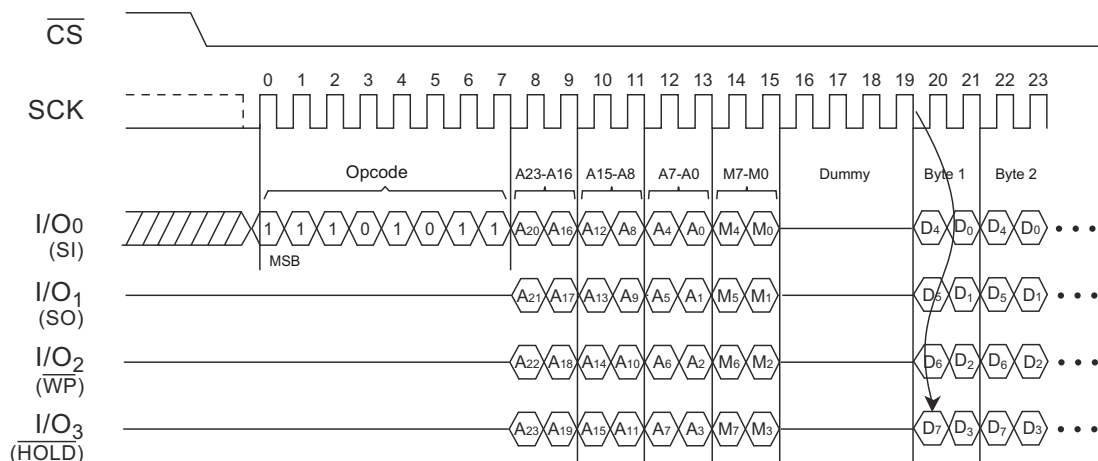 CS
0 1 2 3 4 5 6 7 8 9 10 11 12 13 14 15 16 17 18 19 20 21 22 23
SCK
Opcode A23-A16 A15-A8 A7-A0 M7-M0 Dummy Byte 1 Byte 2
I/O0 1 1 1 0 1 0 1 1 A20 A16 A12 A8 A4 A0 M4 M0 D4 D0 D4 D0
(SI)
MSB
I/O1 A21 A17 A13 A9 A5 A1 M5 M1 D5 D1 D5 D1
(SO)
I/O2 A22 A18 A14 A10 A6 A2 M6 M2 D6 D2 D6 D2
(WP)
I/O3 A23 A19 A15 A11 A7 A3 M7 M3 D7 D3 D7 D3
(HOLD)